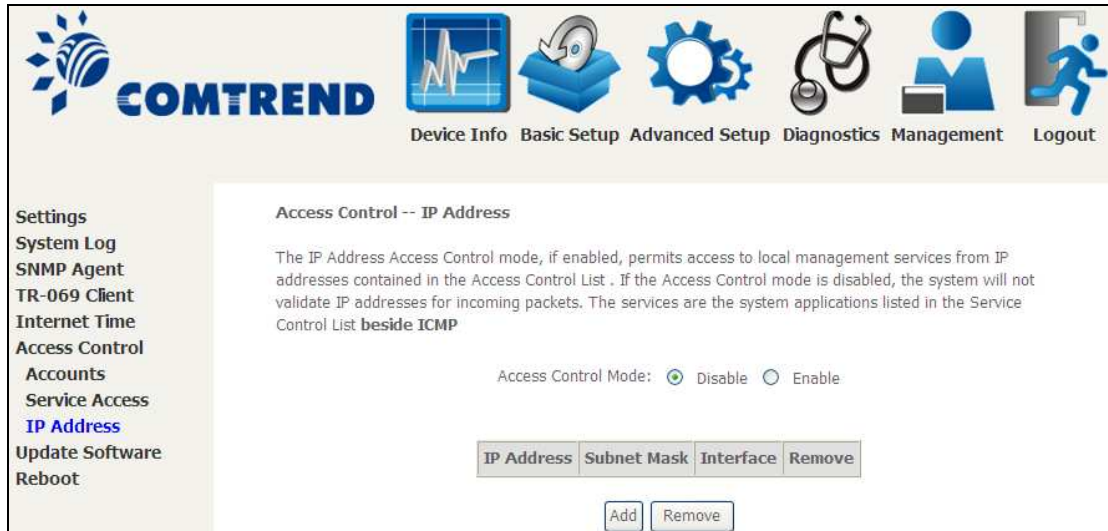 COMTREND
Device Info Basic Setup Advanced Setup Diagnostics Management Logout
Settings
System Log
SNMP Agent
TR-069 Client
Internet Time
Access Control
Accounts
Service Access
IP Address
Update Software
Reboot
Access Control -- IP Address
The IP Address Access Control mode, if enabled, permits access to local management services from IP
addresses contained in the Access Control List . If the Access Control mode is disabled, the system will not
validate IP addresses for incoming packets. The services are the system applications listed in the Service
Control List beside ICMP
Access Control Mode: Disable Enable
IP Address Subnet Mask Interface Remove
Add Remove